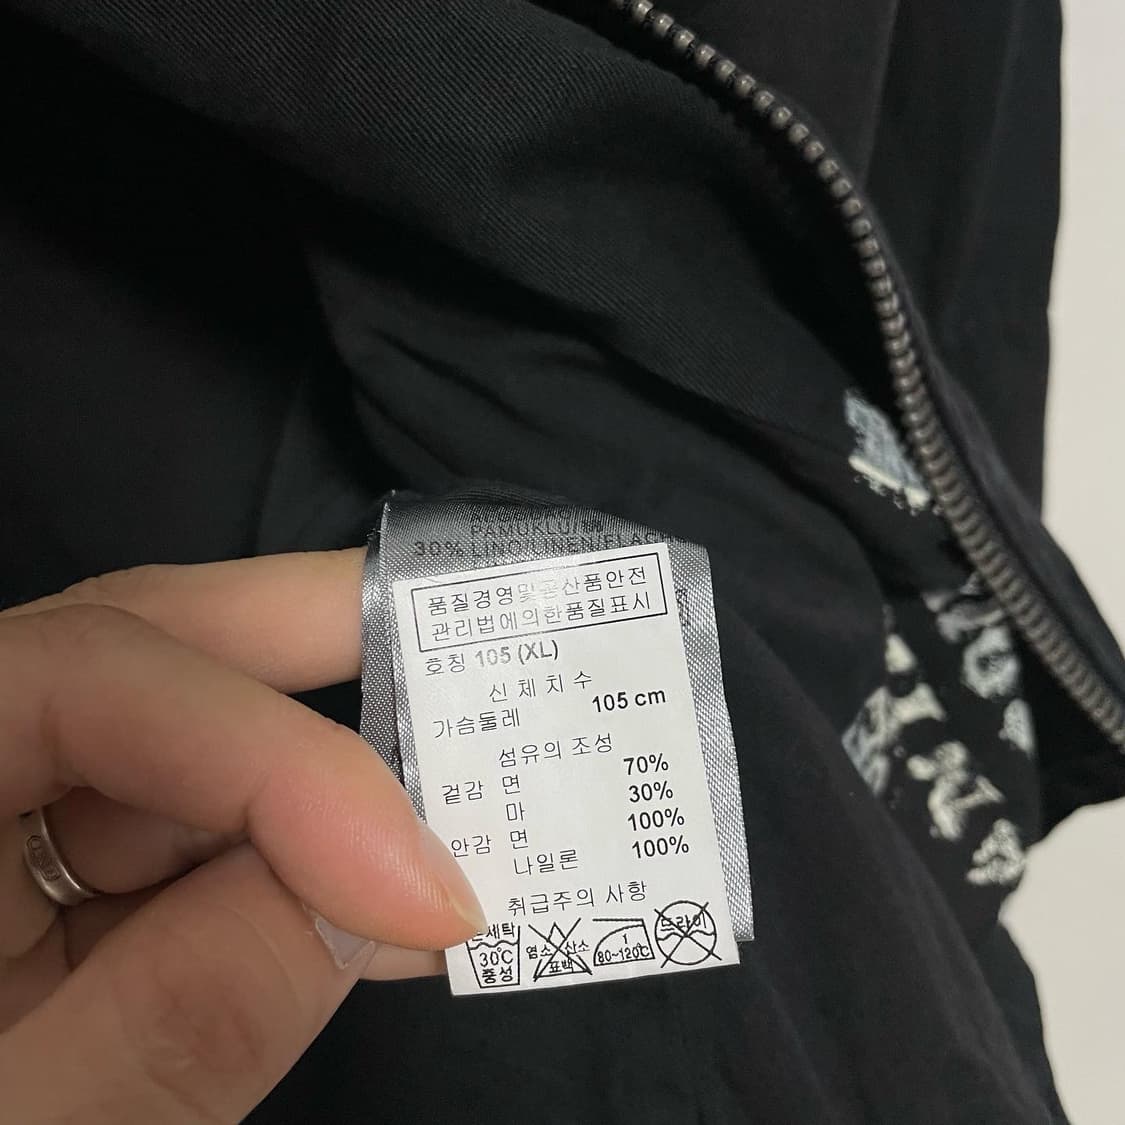 PAMUKLU
30% LINO/LINEN/FLA
품질경영및공산품안전
관리법에의한품질표시
호칭 105 (XL)
신 체 치 수
가슴둘레 105 cm
섬유의 조성
겉감 면 70%
마 30%
안감 면 100%
나일론 100%
취급주의 사항
세탁
30℃
중성
염소 산소
표백
1
80~120℃
드라이